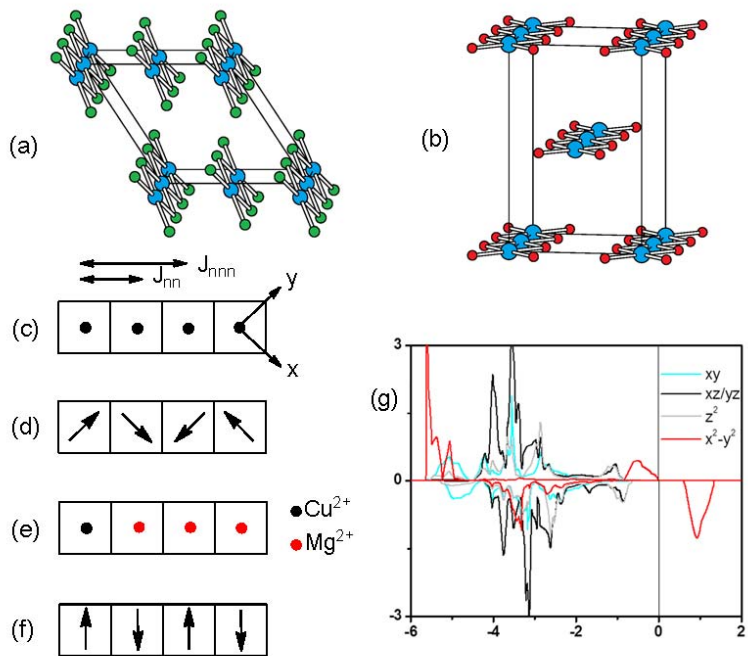 (a)
(b)
J_nn
J_nnn
y
(c)
x
(d)
(e)
Cu²⁺
Mg²⁺
(f)
(g)
3
0
-3
xy
xz/yz
z²
x²-y²
-6 -4 -2 0 2